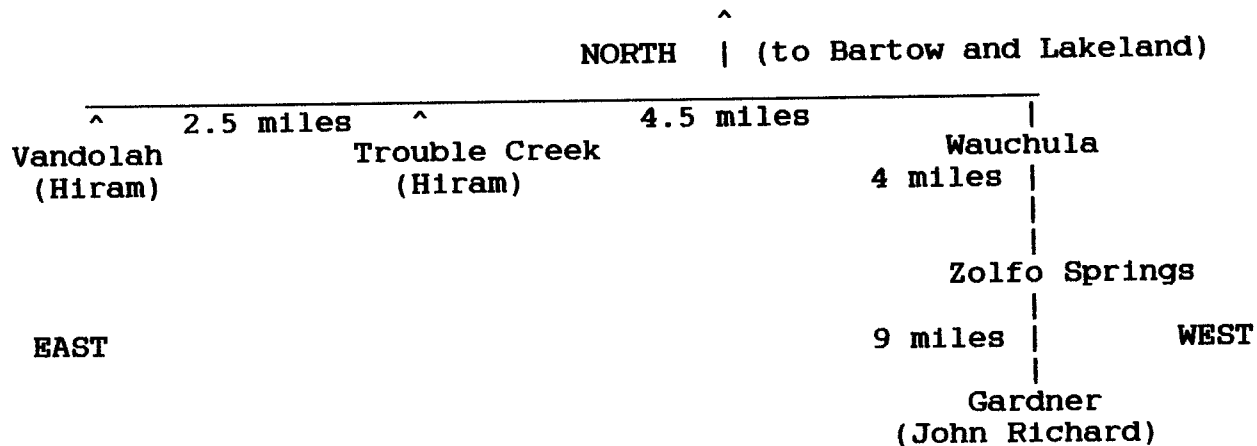 ^
NORTH | (to Bartow and Lakeland)
^ 2.5 miles ^ 4.5 miles |
Vandolah Trouble Creek Wauchula
(Hiram) (Hiram) 4 miles |
|
|
Zolfo Springs
|
EAST 9 miles | WEST
|
Gardner
(John Richard)